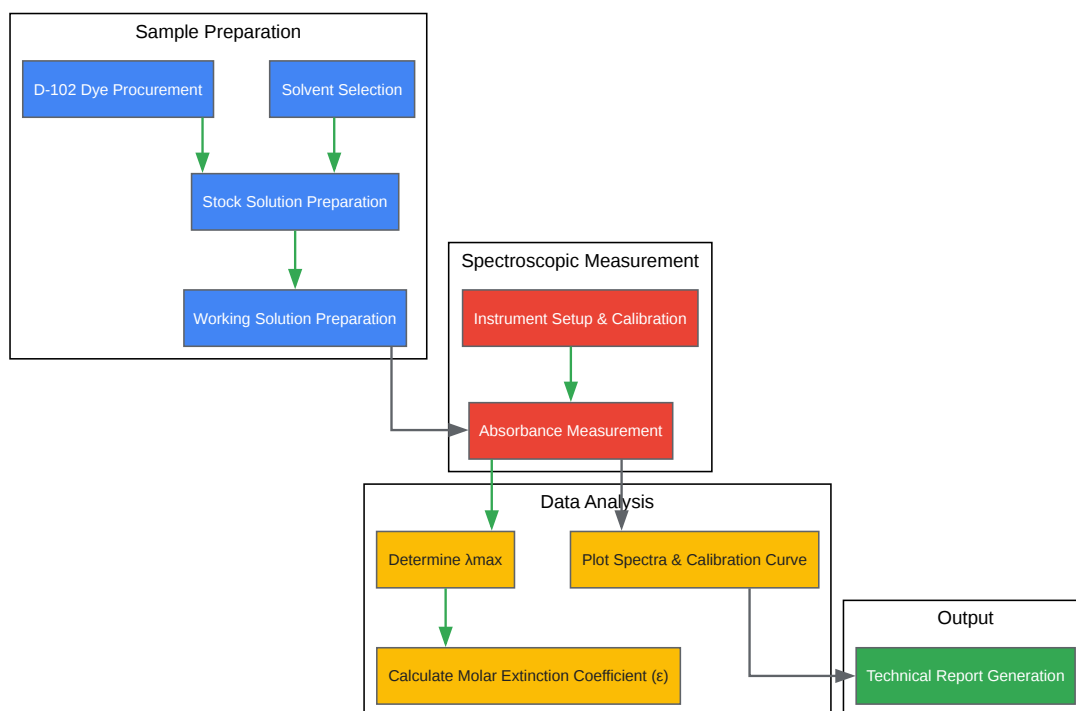 Sample Preparation
D-102 Dye Procurement
Solvent Selection
Stock Solution Preparation
Working Solution Preparation
Spectroscopic Measurement
Instrument Setup & Calibration
Absorbance Measurement
Data Analysis
Determine λmax
Plot Spectra & Calibration Curve
Calculate Molar Extinction Coefficient (ε)
Output
Technical Report Generation